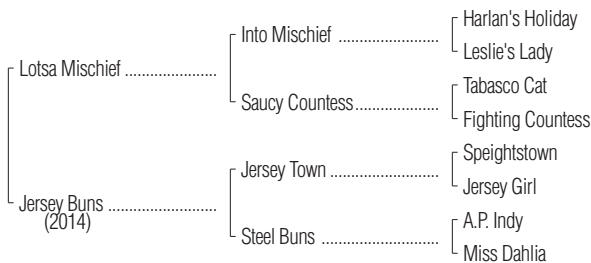 Harlan's Holiday
Into Mischief ........................
Leslie's Lady
Lotsa Mischief ......................
Tabasco Cat
Saucy Countess....................
Fighting Countess
Speightstown
Jersey Town ..........................
Jersey Girl
Jersey Buns ..........................
(2014)
A.P. Indy
Steel Buns ............................
Miss Dahlia